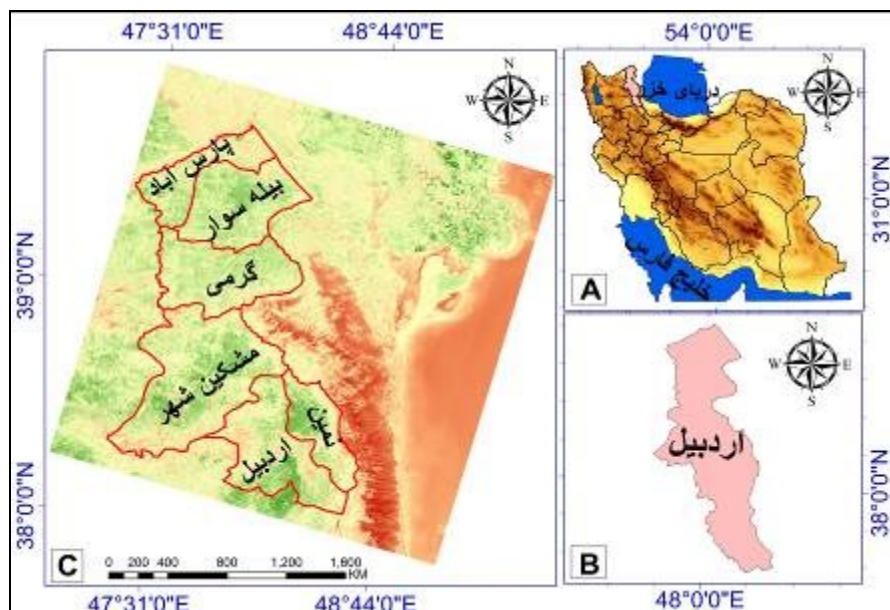 47°31'0"E
48°44'0"E
54°0'0"E
N
W
E
S
پارس اباد
بیله سوار
گرمی
مشکین شهر
اردبیل
نمین
39°0'0"N
38°0'0"N
C
0 200 400 800 1,200 1,600
KM
47°31'0"E
48°44'0"E
N
W
E
S
دریای خزر
خلیج فارس
31°0'0"N
A
N
W
E
S
اردبیل
38°0'0"N
B
48°0'0"E